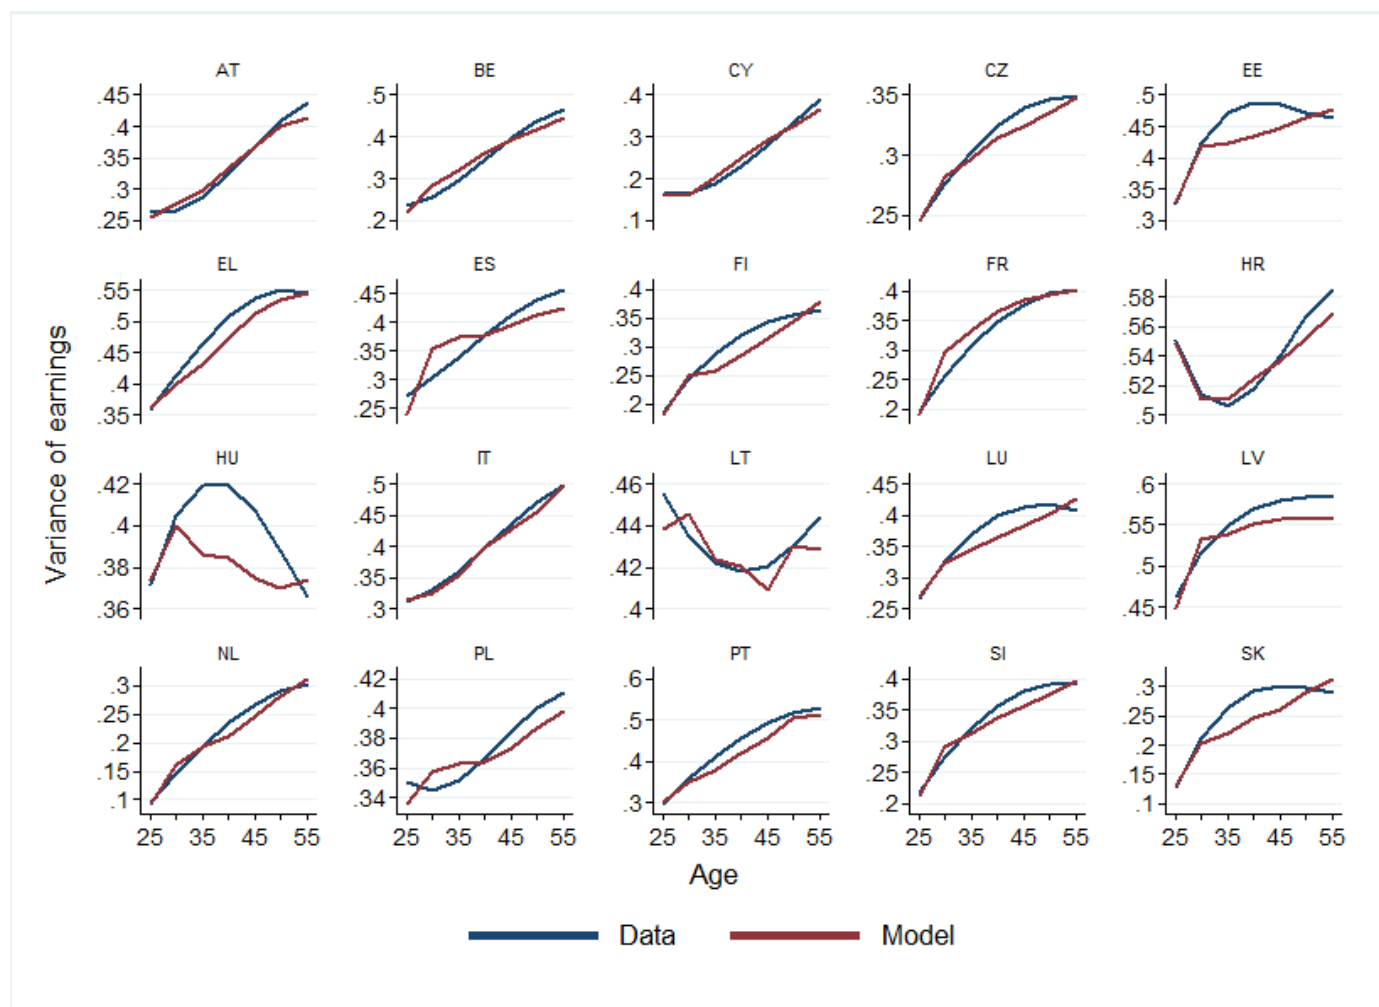 AT BE CY CZ EE
.45 .5 .4 .35 .5
.4 .4 .3 .3 .45
.35 .3 .2 .25 .4
.3 .2 .1 .35
.25 .3
EL ES FI FR HR
.55 .45 .4 .4 .58
.5 .4 .35 .35 .56
.45 .35 .3 .3 .54
.4 .3 .25 .25 .52
.35 .25 .2 .2 .5
Variance of earnings
HU IT LT LU LV
.42 .5 .46 .45 .6
.4 .45 .44 .4 .55
.38 .4 .42 .35 .5
.36 .35 .4 .3 .45
.3 .25
NL PL PT SI SK
.3 .42 .6 .4 .3
.25 .4 .5 .35 .25
.2 .38 .4 .3 .2
.15 .36 .3 .25 .15
.1 .34 .2 .1
25 35 45 55 25 35 45 55 25 35 45 55 25 35 45 55 25 35 45 55
Age
Data Model